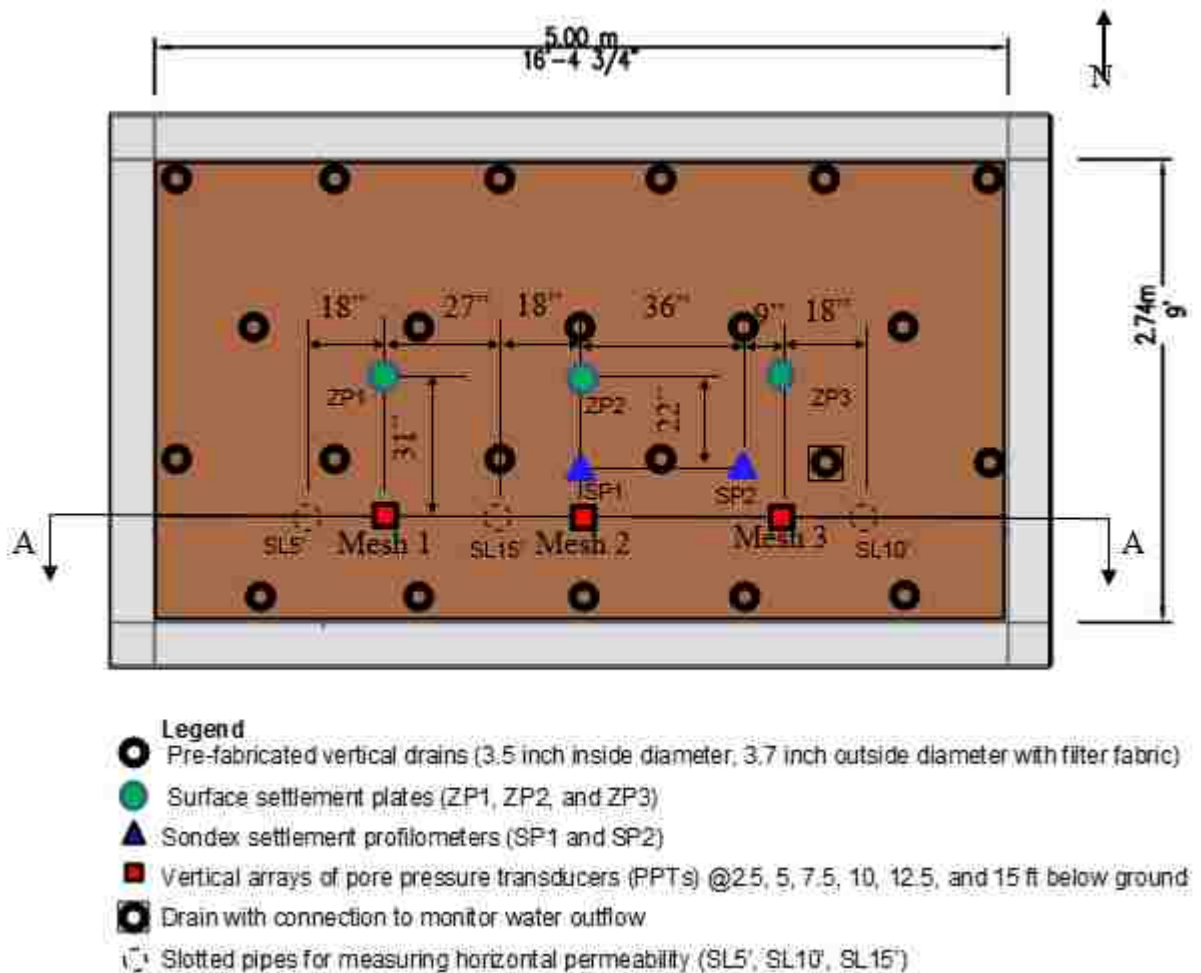 5.00 m
16'-4 3/4"
N
18" 27" 18" 36" 9" 18"
2.74m
9'
ZP1 ZP2 ZP3
31" 22"
SP1 SP2
A A
SL5' Mesh 1 SL15' Mesh 2 Mesh 3 SL10'
Legend
Pre-fabricated vertical drains (3.5 inch inside diameter, 3.7 inch outside diameter with filter fabric)
Surface settlement plates (ZP1, ZP2, and ZP3)
Sondex settlement profilometers (SP1 and SP2)
Vertical arrays of pore pressure transducers (PPTs) @2.5, 5, 7.5, 10, 12.5, and 15 ft below ground
Drain with connection to monitor water outflow
Slotted pipes for measuring horizontal permeability (SL5', SL10', SL15')